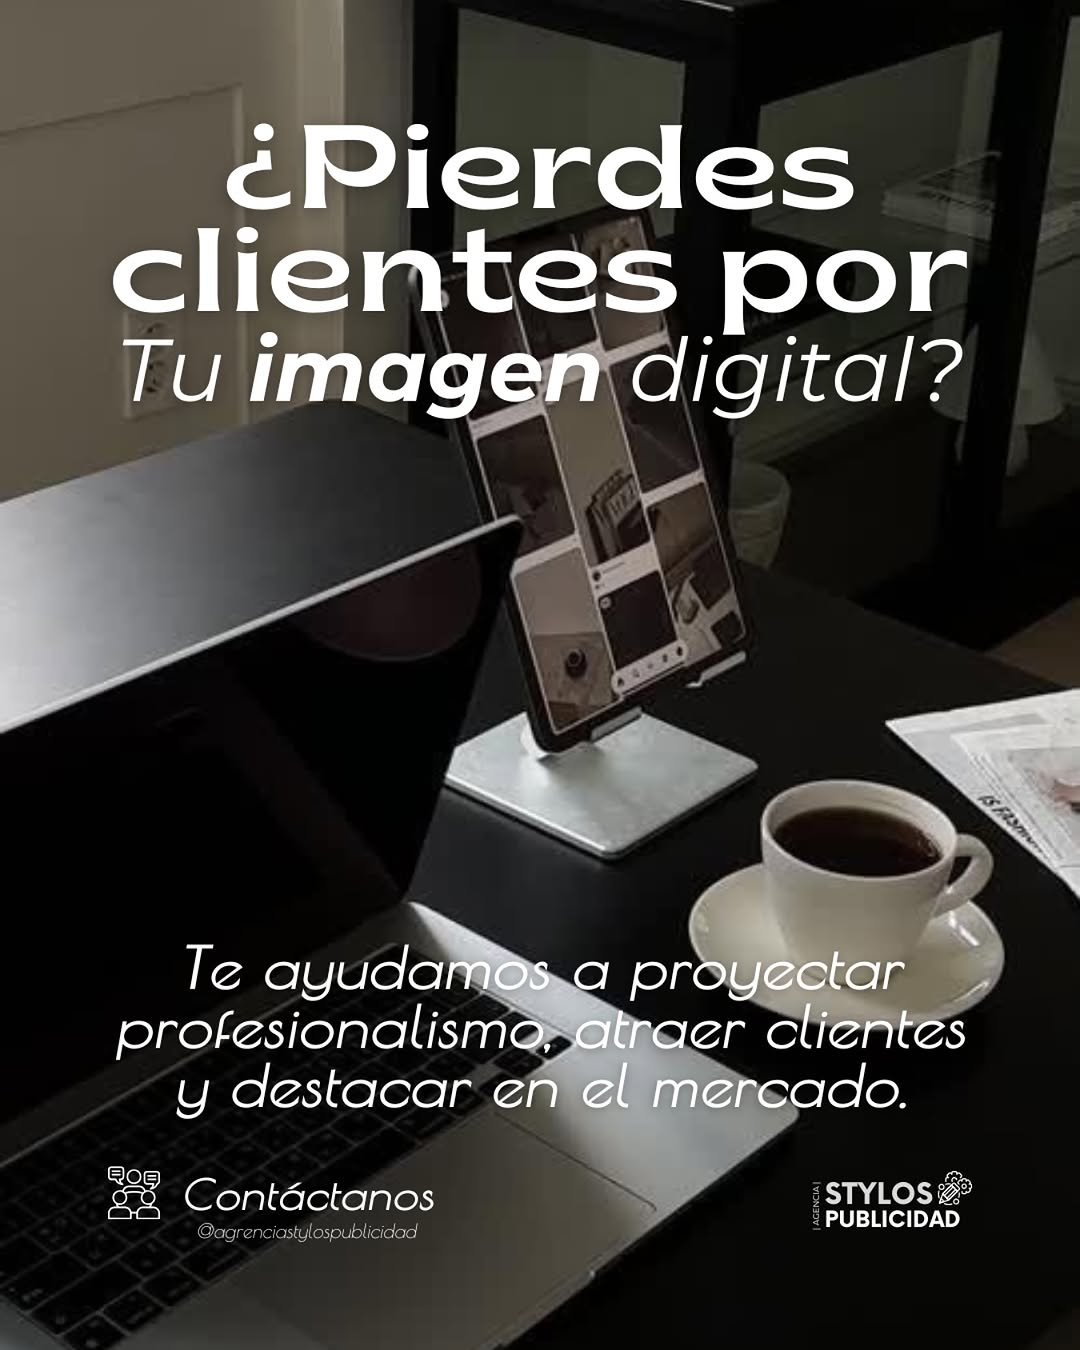 ¿Pierdes
clientes por
Tu imagen digital?
Te ayudamos a proyectar
profesionalismo, atraer clientes
y destacar en el mercado.
Contáctanos
@agrenciastylospublicidad
| AGENCIA |
STYLOS
PUBLICIDAD